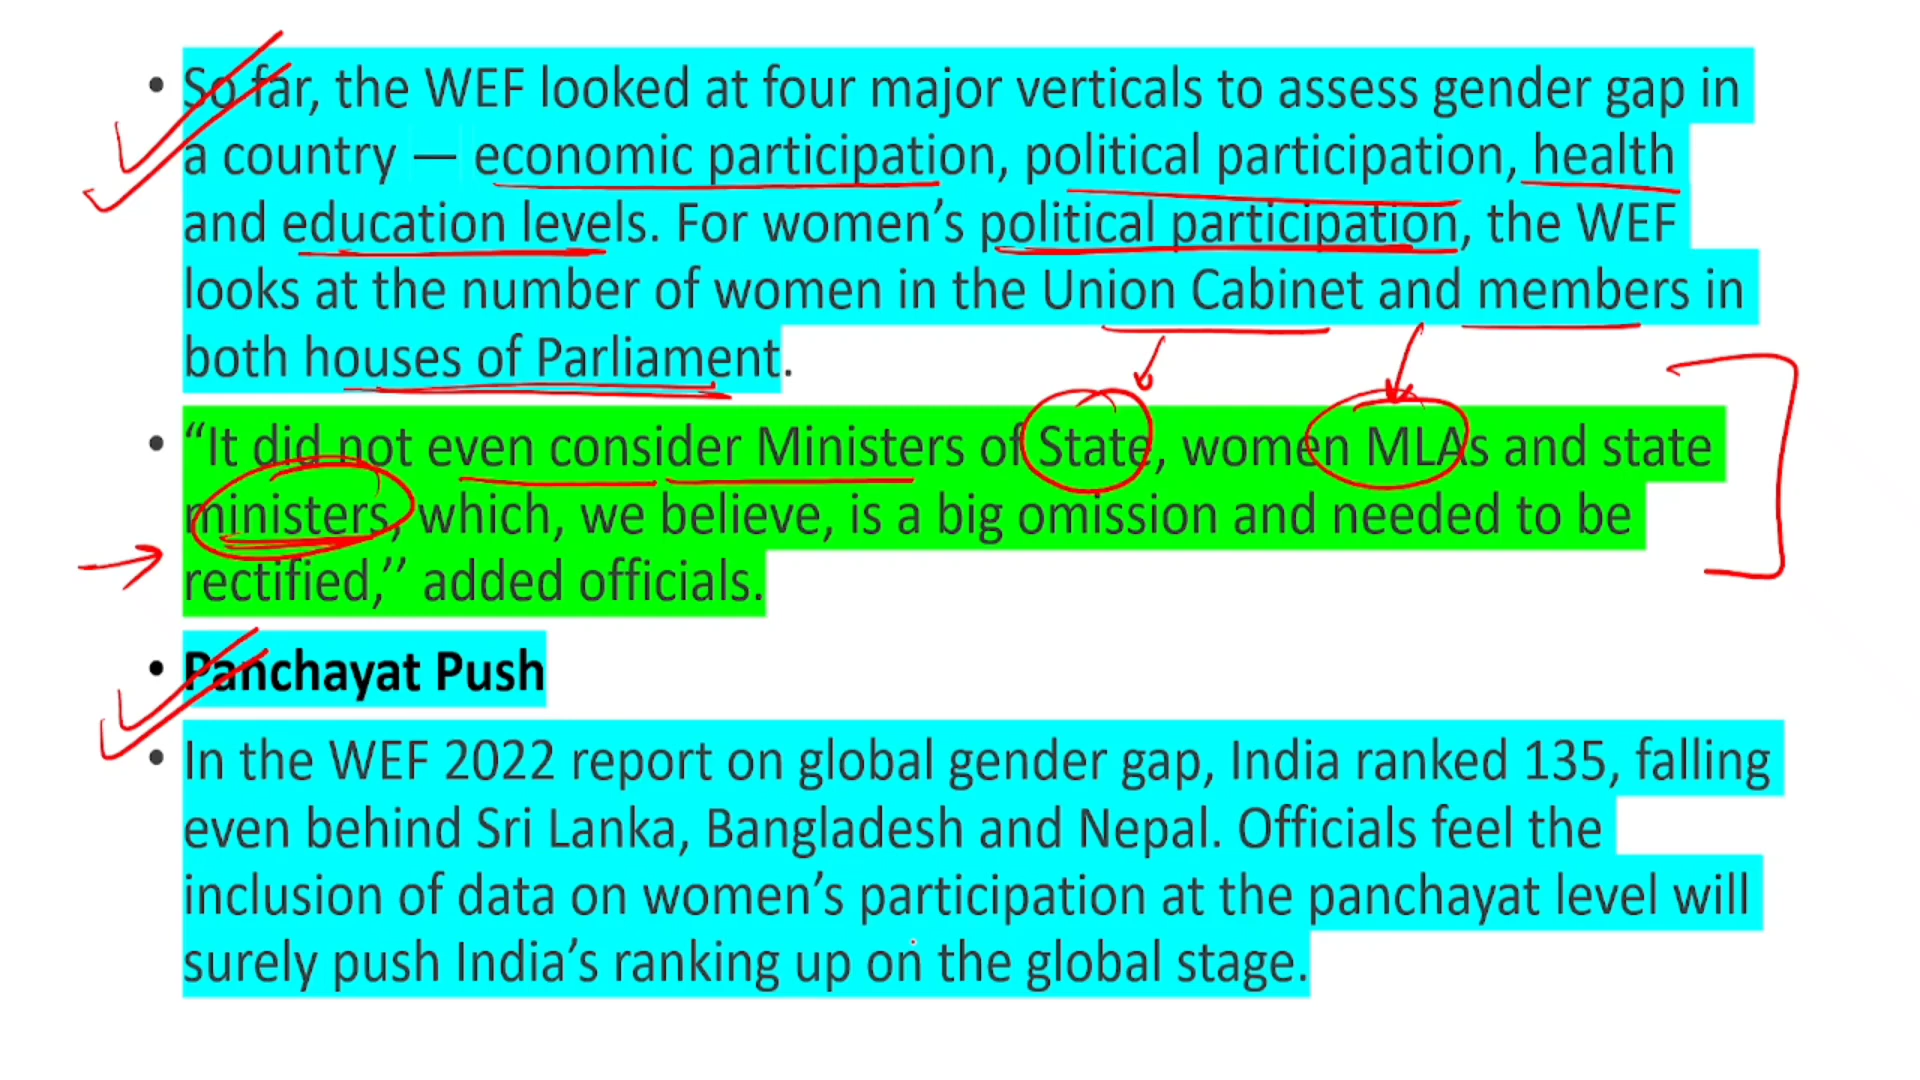 • So far, the WEF looked at four major verticals to assess gender gap in
a country — economic participation, political participation, health
and education levels. For women’s political participation, the WEF
looks at the number of women in the Union Cabinet and members in
both houses of Parliament.
• “It did not even consider Ministers of State, women MLAs and state
ministers, which, we believe, is a big omission and needed to be
rectified,’’ added officials.
• Panchayat Push
• In the WEF 2022 report on global gender gap, India ranked 135, falling
even behind Sri Lanka, Bangladesh and Nepal. Officials feel the
inclusion of data on women’s participation at the panchayat level will
surely push India’s ranking up on the global stage.